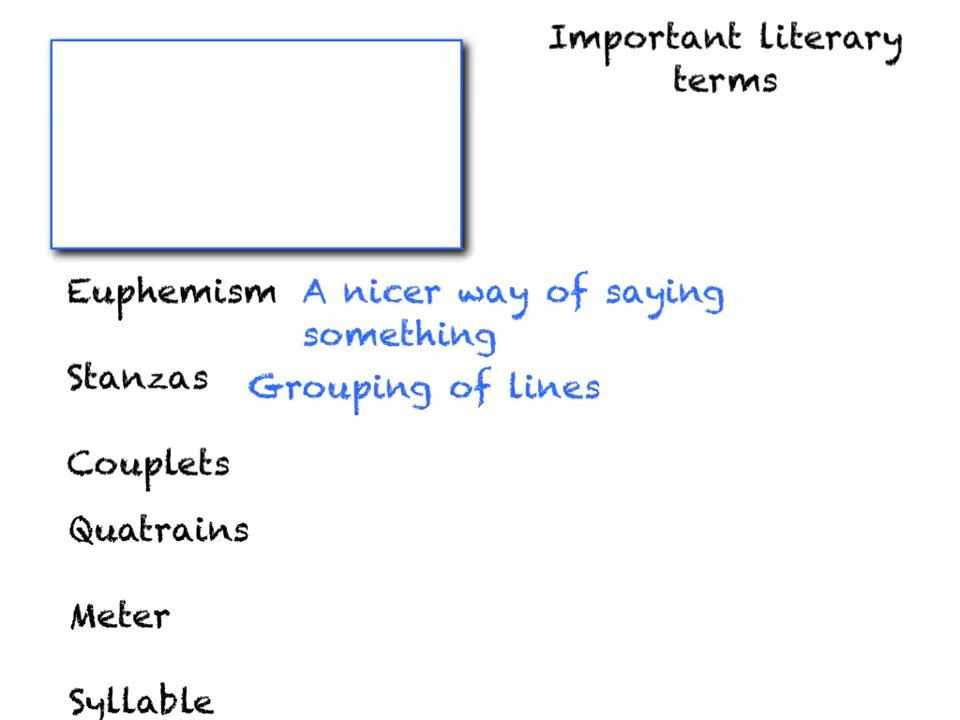 Important literary
terms
Euphemism A nicer way of saying
something
Stanzas Grouping of lines
Couplets
Quatrains
Meter
Syllable